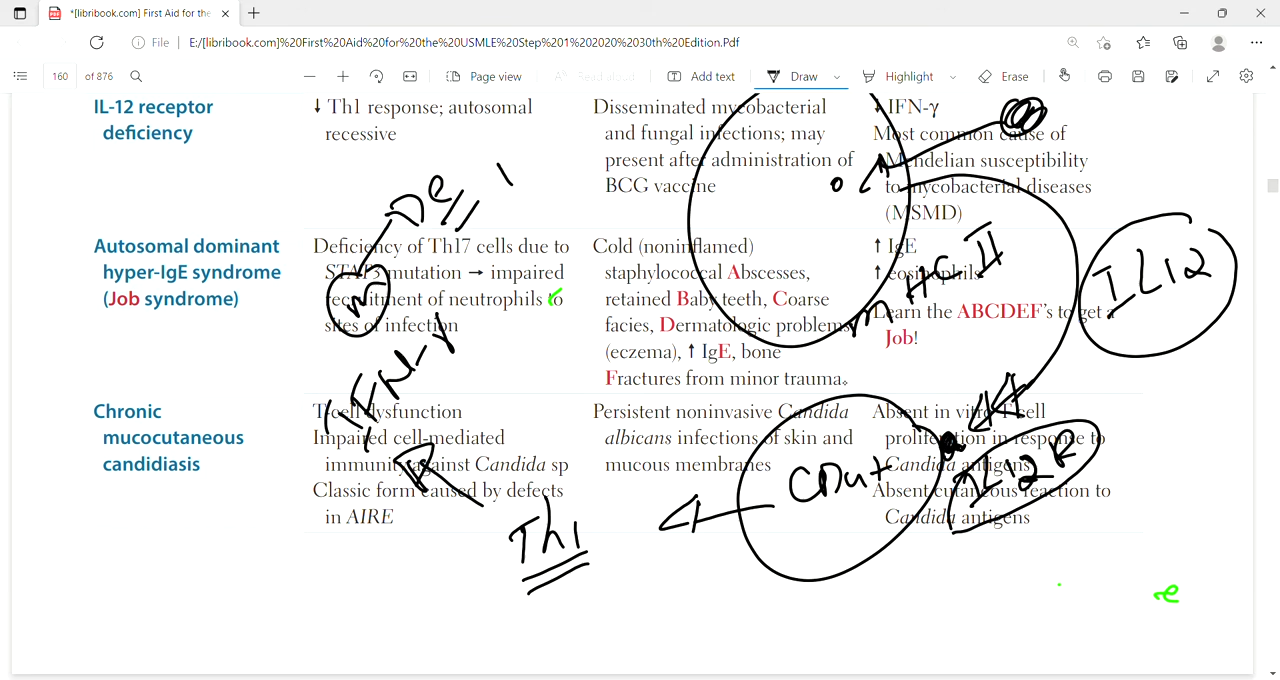 *[libribook.com] First Aid for the
File E:/[libribook.com]%20First%20Aid%20for%20the%20USMLE%20Step%201%202020%2030th%20Edition.Pdf
160 of 876 Page view Read aloud Add text Draw Highlight Erase
IL-12 receptor
deficiency
↓ Th1 response; autosomal
recessive
Disseminated mycobacterial
and fungal infections; may
present after administration of
BCG vaccine
↓ IFN-γ
Most common cause of
Mendelian susceptibility
to mycobacterial diseases
(MSMD)
Autosomal dominant
hyper-IgE syndrome
(Job syndrome)
Deficiency of Th17 cells due to
STAT3 mutation → impaired
recruitment of neutrophils to
sites of infection
Cold (noninflamed)
staphylococcal Abscesses,
retained Baby teeth, Coarse
facies, Dermatologic problems
(eczema), ↑ IgE, bone
Fractures from minor trauma.
↑ IgE
↑ eosinophils
Learn the ABCDEF's to get a
Job!
Chronic
mucocutaneous
candidiasis
T-cell dysfunction
Impaired cell-mediated
immunity against Candida sp
Classic form caused by defects
in AIRE
Persistent noninvasive Candida
albicans infections of skin and
mucous membranes
Absent in vitro T-cell
proliferation in response to
Candida antigens
Absent cutaneous reaction to
Candida antigens
MHC II
IL12
IL12R
CD4+
Th1
IFN-γ
R
M